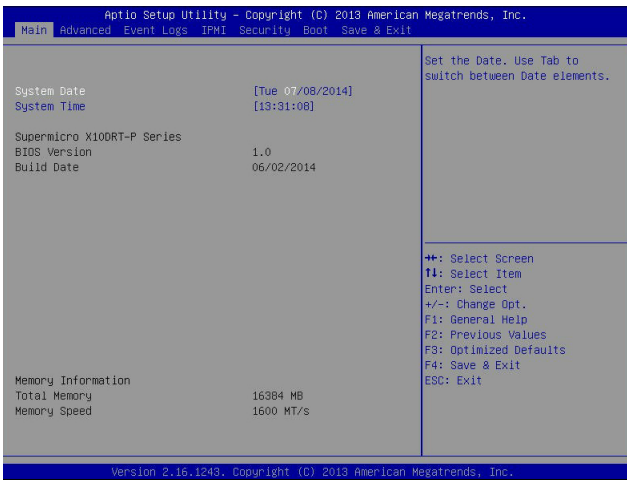 Aptio Setup Utility – Copyright (C) 2013 American Megatrends, Inc.
Main Advanced Event Logs IPMI Security Boot Save & Exit
Set the Date. Use Tab to
switch between Date elements.
System Date [Tue 07/08/2014]
System Time [13:31:08]
Supermicro X10DRT-P Series
BIOS Version 1.0
Build Date 06/02/2014
→←: Select Screen
↑↓: Select Item
Enter: Select
+/-: Change Opt.
F1: General Help
F2: Previous Values
F3: Optimized Defaults
F4: Save & Exit
ESC: Exit
Memory Information
Total Memory 16384 MB
Memory Speed 1600 MT/s
Version 2.16.1243. Copyright (C) 2013 American Megatrends, Inc.